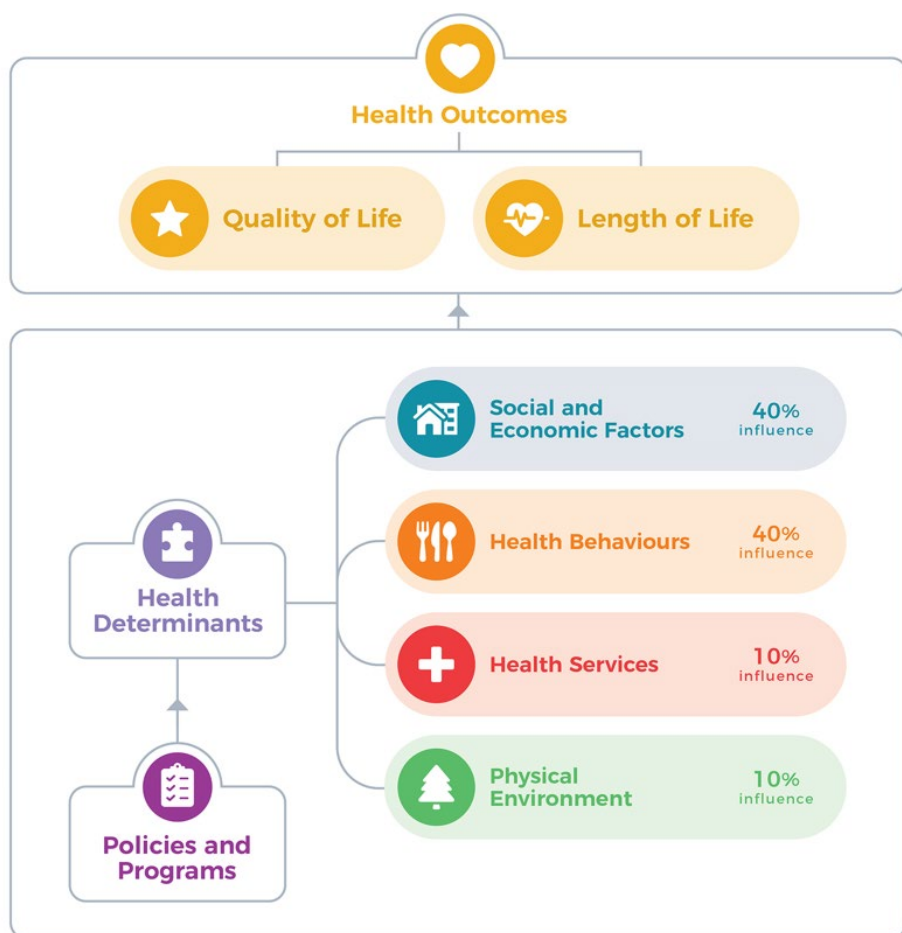 Health Outcomes
Quality of Life
Length of Life
Social and
Economic Factors
40%
influence
Health Behaviours
40%
influence
Health
Determinants
Health Services
10%
influence
Physical
Environment
10%
influence
Policies and
Programs